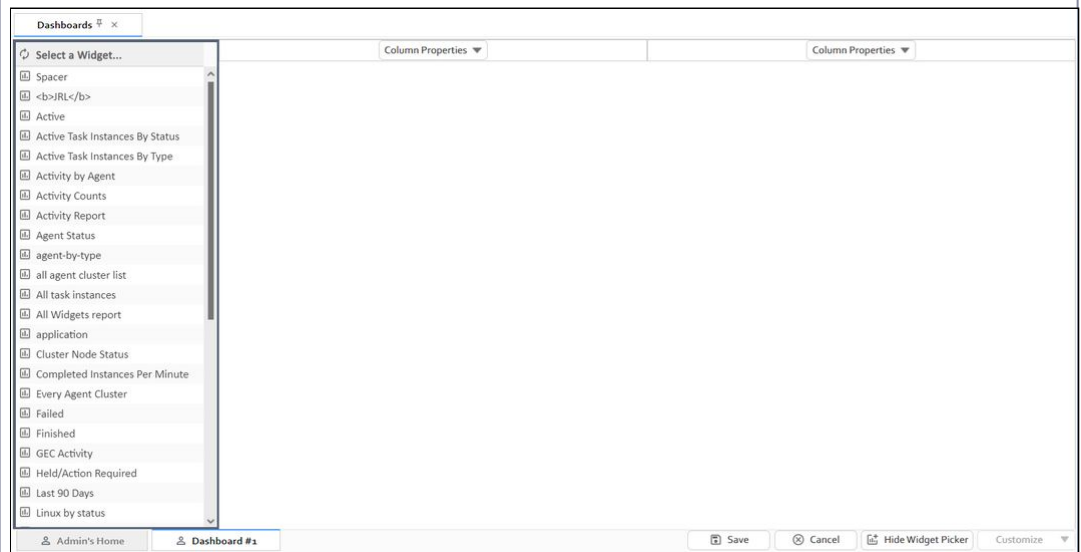 Dashboards
Select a Widget...
Column Properties
Column Properties
Spacer
<b>JRL</b>
Active
Active Task Instances By Status
Active Task Instances By Type
Activity by Agent
Activity Counts
Activity Report
Agent Status
agent-by-type
all agent cluster list
All task instances
All Widgets report
application
Cluster Node Status
Completed Instances Per Minute
Every Agent Cluster
Failed
Finished
GEC Activity
Held/Action Required
Last 90 Days
Linux by status
Admin's Home
Dashboard #1
Save
Cancel
Hide Widget Picker
Customize